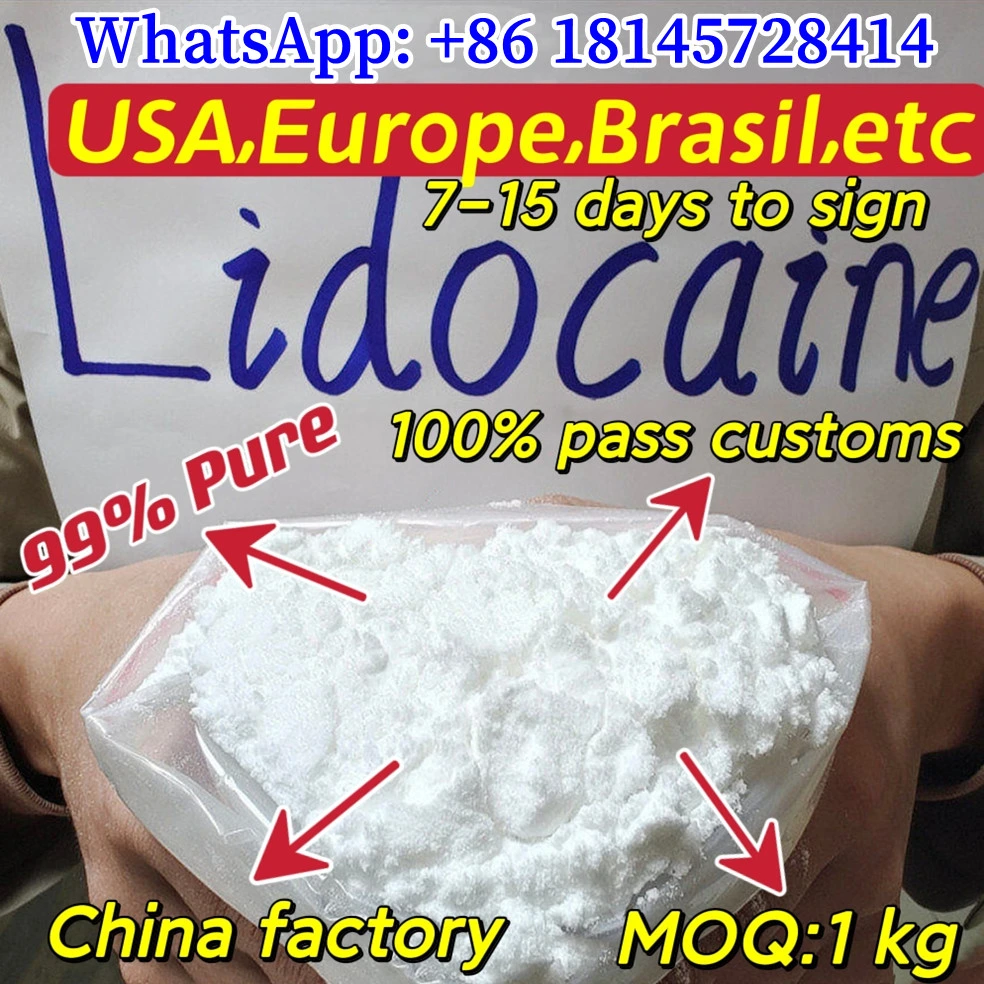 WhatsApp: +86 18145728414
USA,Europe,Brasil,etc
7-15 days to sign
Lidocaine
100% pass customs
99% Pure
China factory
MOQ:1 kg